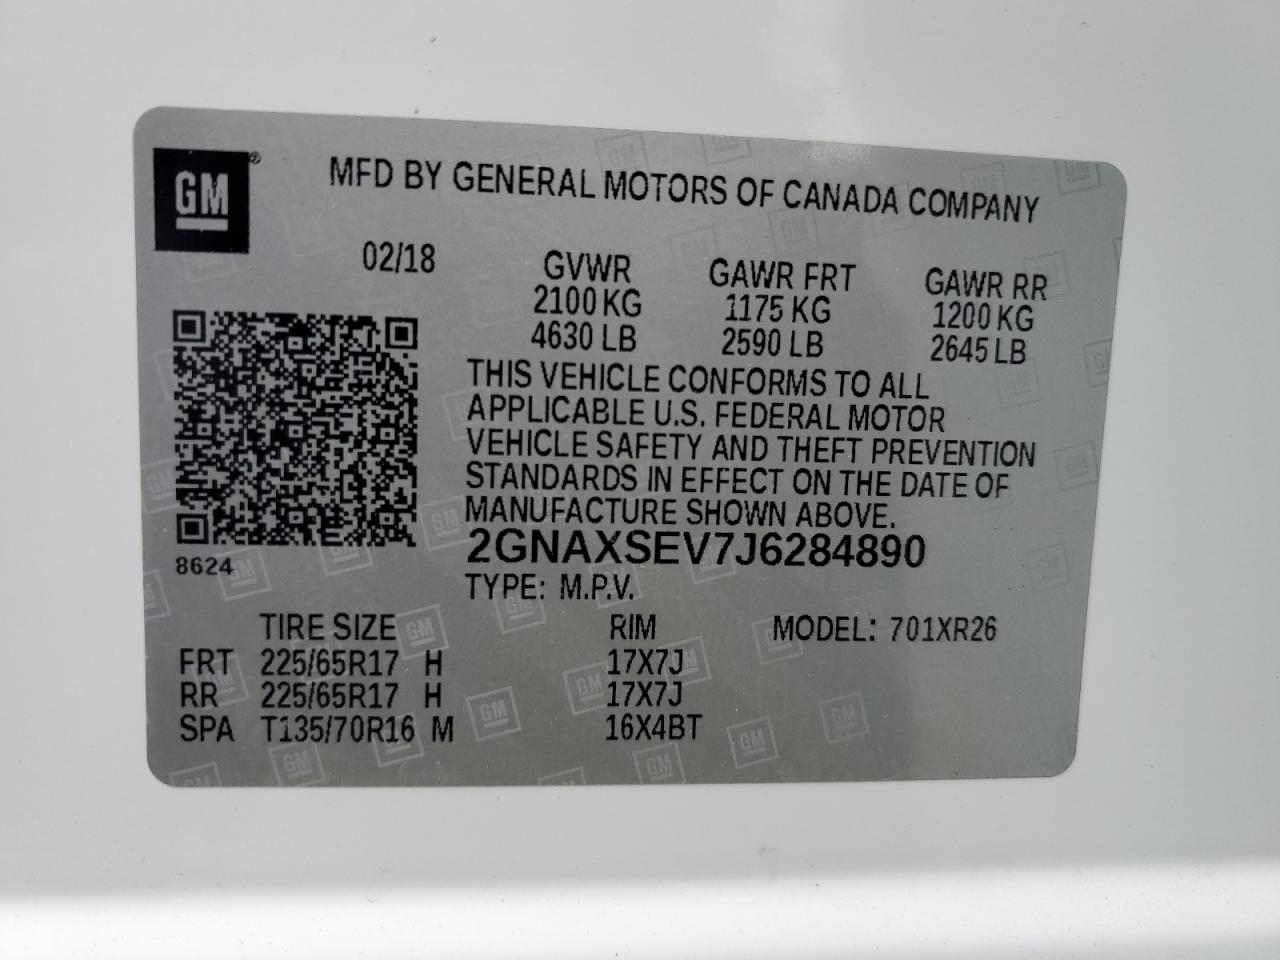 GM®
MFD BY GENERAL MOTORS OF CANADA COMPANY
02/18 GVWR GAWR FRT GAWR RR
2100 KG 1175 KG 1200 KG
4630 LB 2590 LB 2645 LB
THIS VEHICLE CONFORMS TO ALL
APPLICABLE U.S. FEDERAL MOTOR
VEHICLE SAFETY AND THEFT PREVENTION
STANDARDS IN EFFECT ON THE DATE OF
MANUFACTURE SHOWN ABOVE.
2GNAXSEV7J6284890
8624
TYPE: M.P.V.
TIRE SIZE RIM MODEL: 701XR26
FRT 225/65R17 H 17X7J
RR 225/65R17 H 17X7J
SPA T135/70R16 M 16X4BT